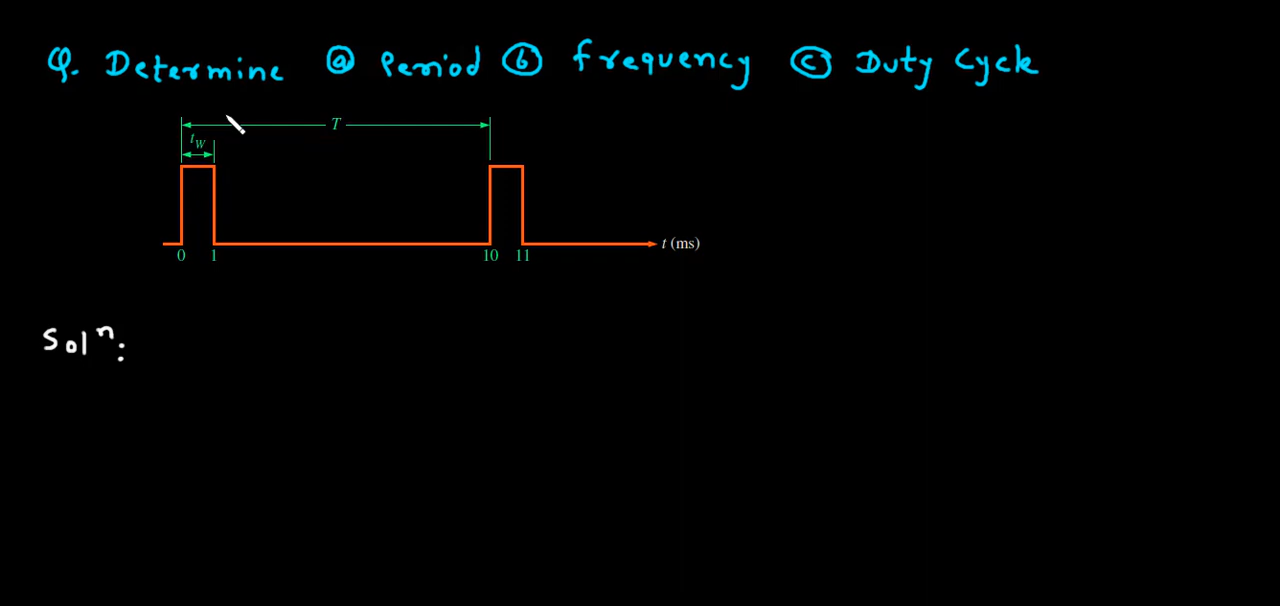 Q. Determine ⓐ Period ⓑ frequency ⓒ Duty Cycle
T
tW
0 1 10 11 t (ms)
Solⁿ: